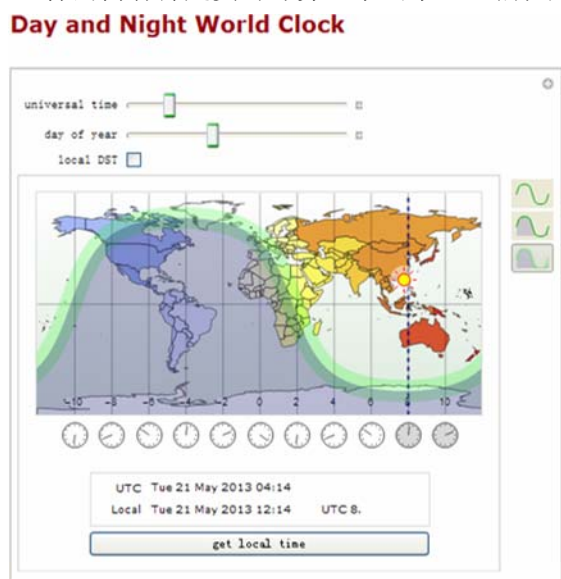 Day and Night World Clock
universal time
day of year
local DST
-10 -8 -6 -4 -2 0 2 4 6 8 10
UTC Tue 21 May 2013 04:14
Local Tue 21 May 2013 12:14 UTC 8.
get local time